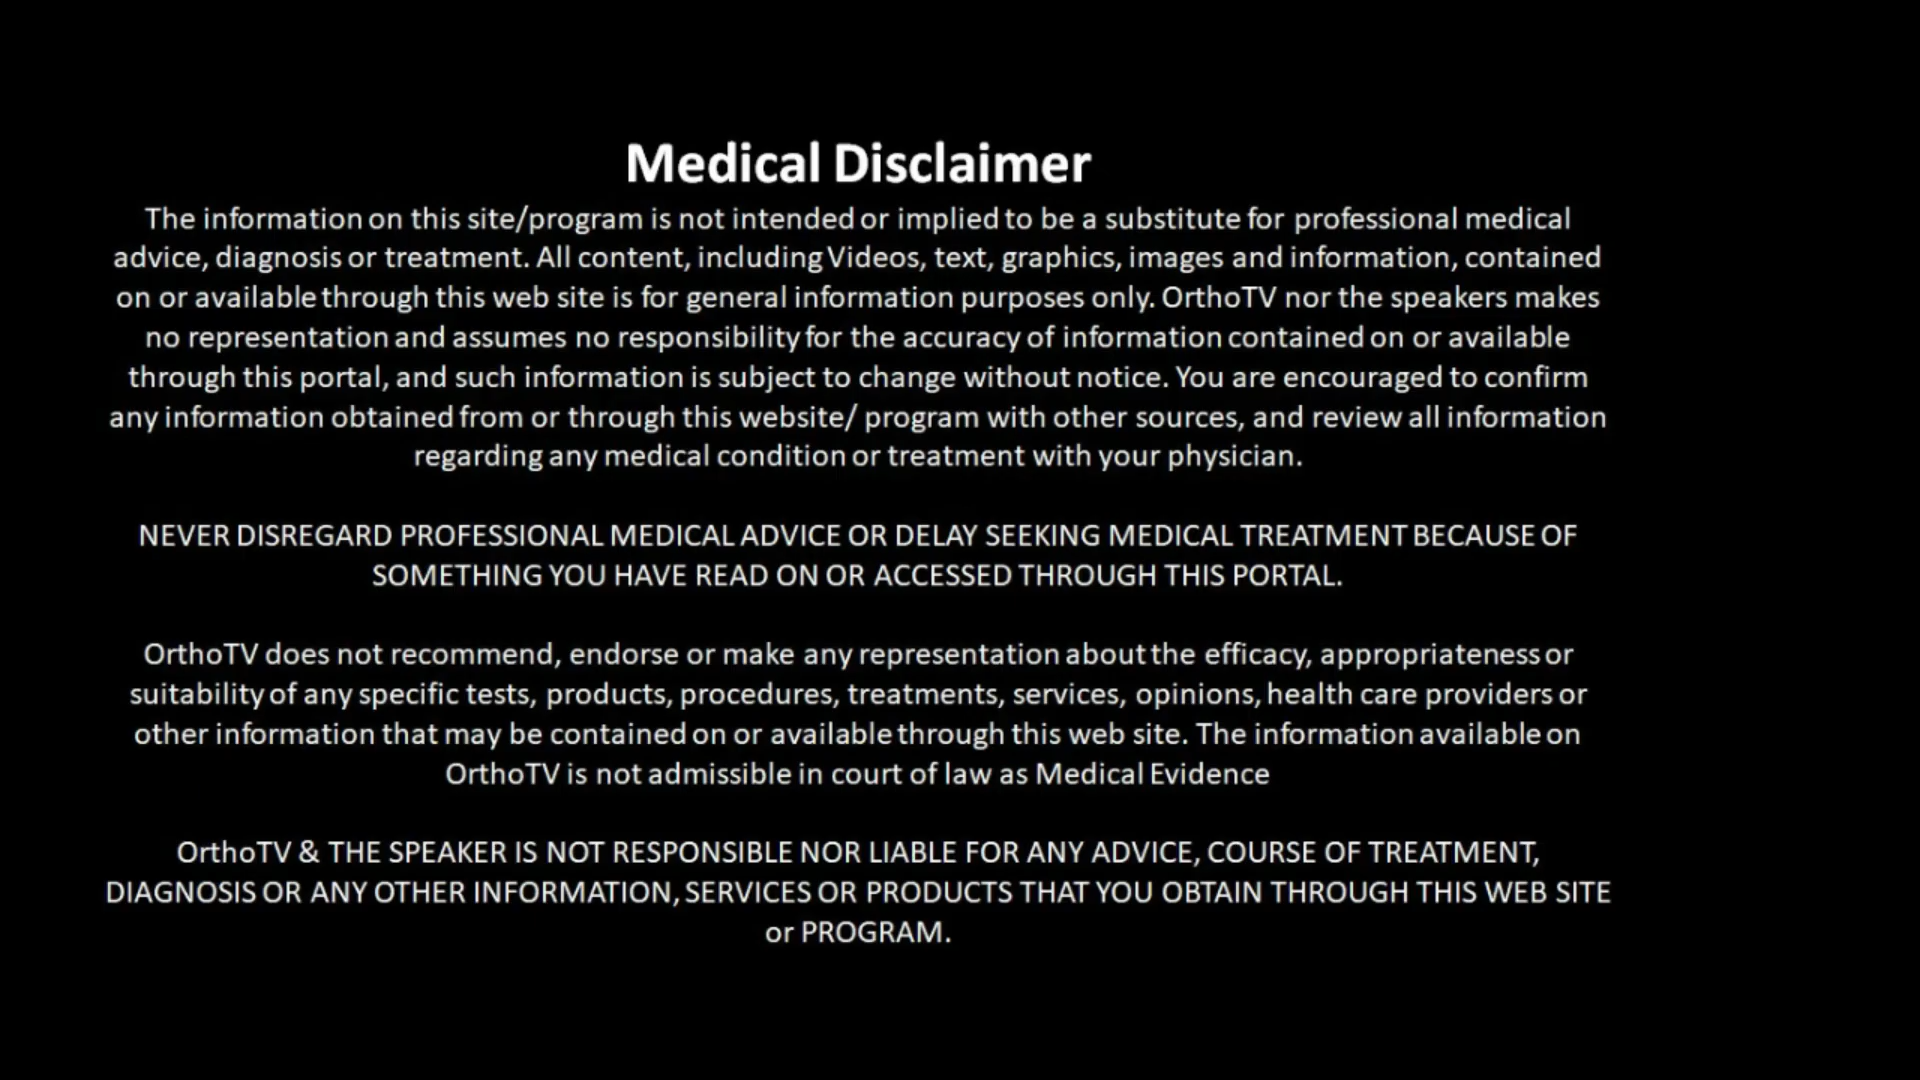 Medical Disclaimer
The information on this site/program is not intended or implied to be a substitute for professional medical
advice, diagnosis or treatment. All content, including Videos, text, graphics, images and information, contained
on or available through this web site is for general information purposes only. OrthoTV nor the speakers makes
no representation and assumes no responsibility for the accuracy of information contained on or available
through this portal, and such information is subject to change without notice. You are encouraged to confirm
any information obtained from or through this website/ program with other sources, and review all information
regarding any medical condition or treatment with your physician.
NEVER DISREGARD PROFESSIONAL MEDICAL ADVICE OR DELAY SEEKING MEDICAL TREATMENT BECAUSE OF
SOMETHING YOU HAVE READ ON OR ACCESSED THROUGH THIS PORTAL.
OrthoTV does not recommend, endorse or make any representation about the efficacy, appropriateness or
suitability of any specific tests, products, procedures, treatments, services, opinions, health care providers or
other information that may be contained on or available through this web site. The information available on
OrthoTV is not admissible in court of law as Medical Evidence
OrthoTV & THE SPEAKER IS NOT RESPONSIBLE NOR LIABLE FOR ANY ADVICE, COURSE OF TREATMENT,
DIAGNOSIS OR ANY OTHER INFORMATION, SERVICES OR PRODUCTS THAT YOU OBTAIN THROUGH THIS WEB SITE
or PROGRAM.